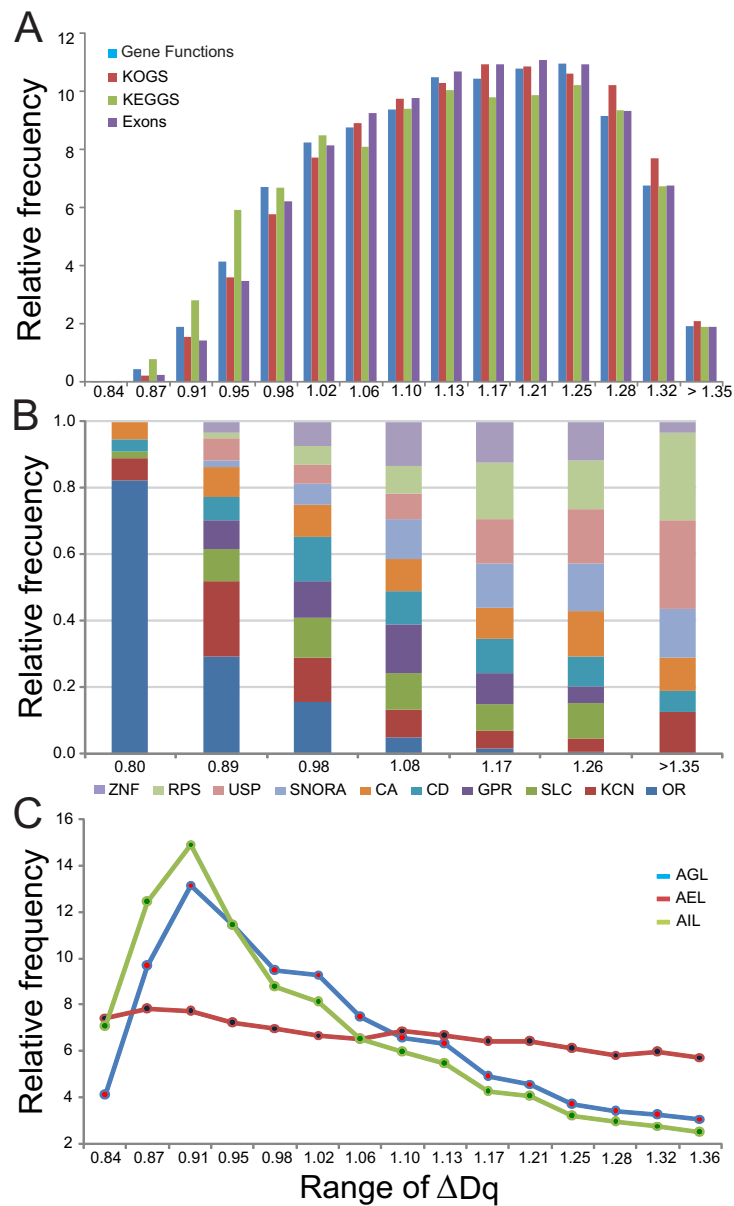 A
12
10
8
6
4
2
0
Relative frecuency
Gene Functions
KOGS
KEGGS
Exons
0.84 0.87 0.91 0.95 0.98 1.02 1.06 1.10 1.13 1.17 1.21 1.25 1.28 1.32 > 1.35
B
1.0
0.8
0.6
0.4
0.2
0.0
Relative frecuency
0.80 0.89 0.98 1.08 1.17 1.26 >1.35
ZNF RPS USP SNORA CA CD GPR SLC KCN OR
C
16
14
12
10
8
6
4
2
Relative frequency
AGL
AEL
AIL
0.84 0.87 0.91 0.95 0.98 1.02 1.06 1.10 1.13 1.17 1.21 1.25 1.28 1.32 1.36
Range of ΔDq